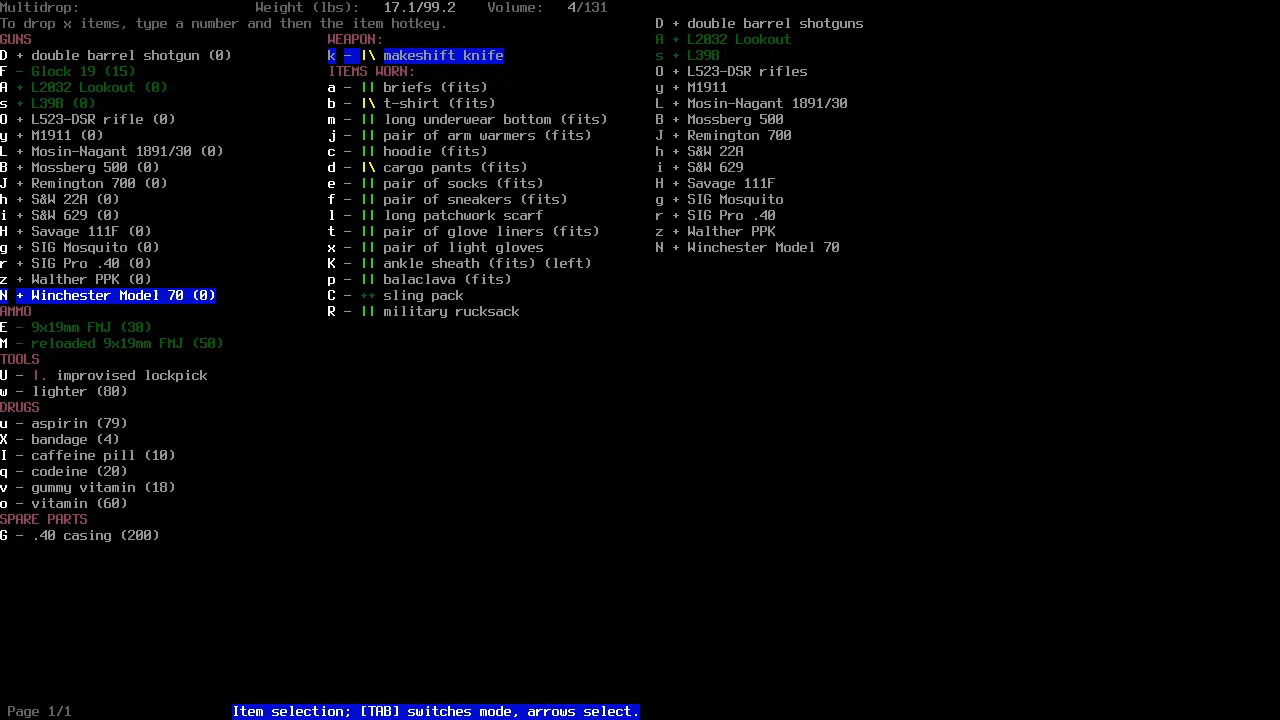 Multidrop: Weight (lbs): 17.1/99.2 Volume: 4/131
To drop x items, type a number and then the item hotkey.
GUNS
D + double barrel shotgun (0)
F - Glock 19 (15)
A + L2032 Lookout (0)
s + L39B (0)
O + L523-DSR rifle (0)
y + M1911 (0)
L + Mosin-Nagant 1891/30 (0)
B + Mossberg 500 (0)
J + Remington 700 (0)
h + S&W 22A (0)
i + S&W 629 (0)
H + Savage 111F (0)
g + SIG Mosquito (0)
r + SIG Pro .40 (0)
z + Walther PPK (0)
N + Winchester Model 70 (0)
AMMO
E - 9x19mm FMJ (30)
M - reloaded 9x19mm FMJ (50)
TOOLS
U - |. improvised lockpick
w - lighter (80)
DRUGS
u - aspirin (79)
X - bandage (4)
I - caffeine pill (10)
q - codeine (20)
v - gummy vitamin (18)
o - vitamin (60)
SPARE PARTS
G - .40 casing (200)
WEAPON:
k - |\ makeshift knife
ITEMS WORN:
a - || briefs (fits)
b - |\ t-shirt (fits)
m - || long underwear bottom (fits)
j - || pair of arm warmers (fits)
c - || hoodie (fits)
d - |\ cargo pants (fits)
e - || pair of socks (fits)
f - || pair of sneakers (fits)
l - || long patchwork scarf
t - || pair of glove liners (fits)
x - || pair of light gloves
K - || ankle sheath (fits) (left)
p - || balaclava (fits)
C - ++ sling pack
R - || military rucksack
D + double barrel shotguns
A + L2032 Lookout
s + L39B
O + L523-DSR rifles
y + M1911
L + Mosin-Nagant 1891/30
B + Mossberg 500
J + Remington 700
h + S&W 22A
i + S&W 629
H + Savage 111F
g + SIG Mosquito
r + SIG Pro .40
z + Walther PPK
N + Winchester Model 70
Page 1/1 Item selection; [TAB] switches mode, arrows select.